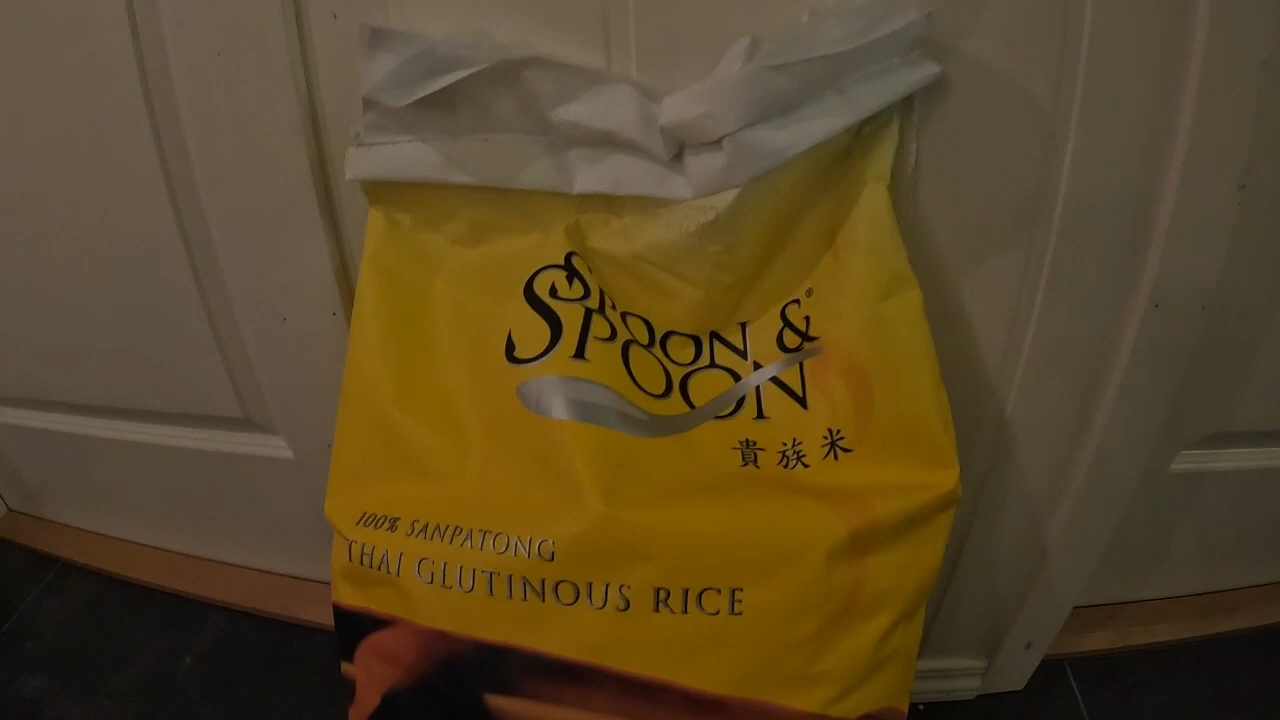 SPOON &®
SPOON
貴族米
100% SANPATONG
THAI GLUTINOUS RICE